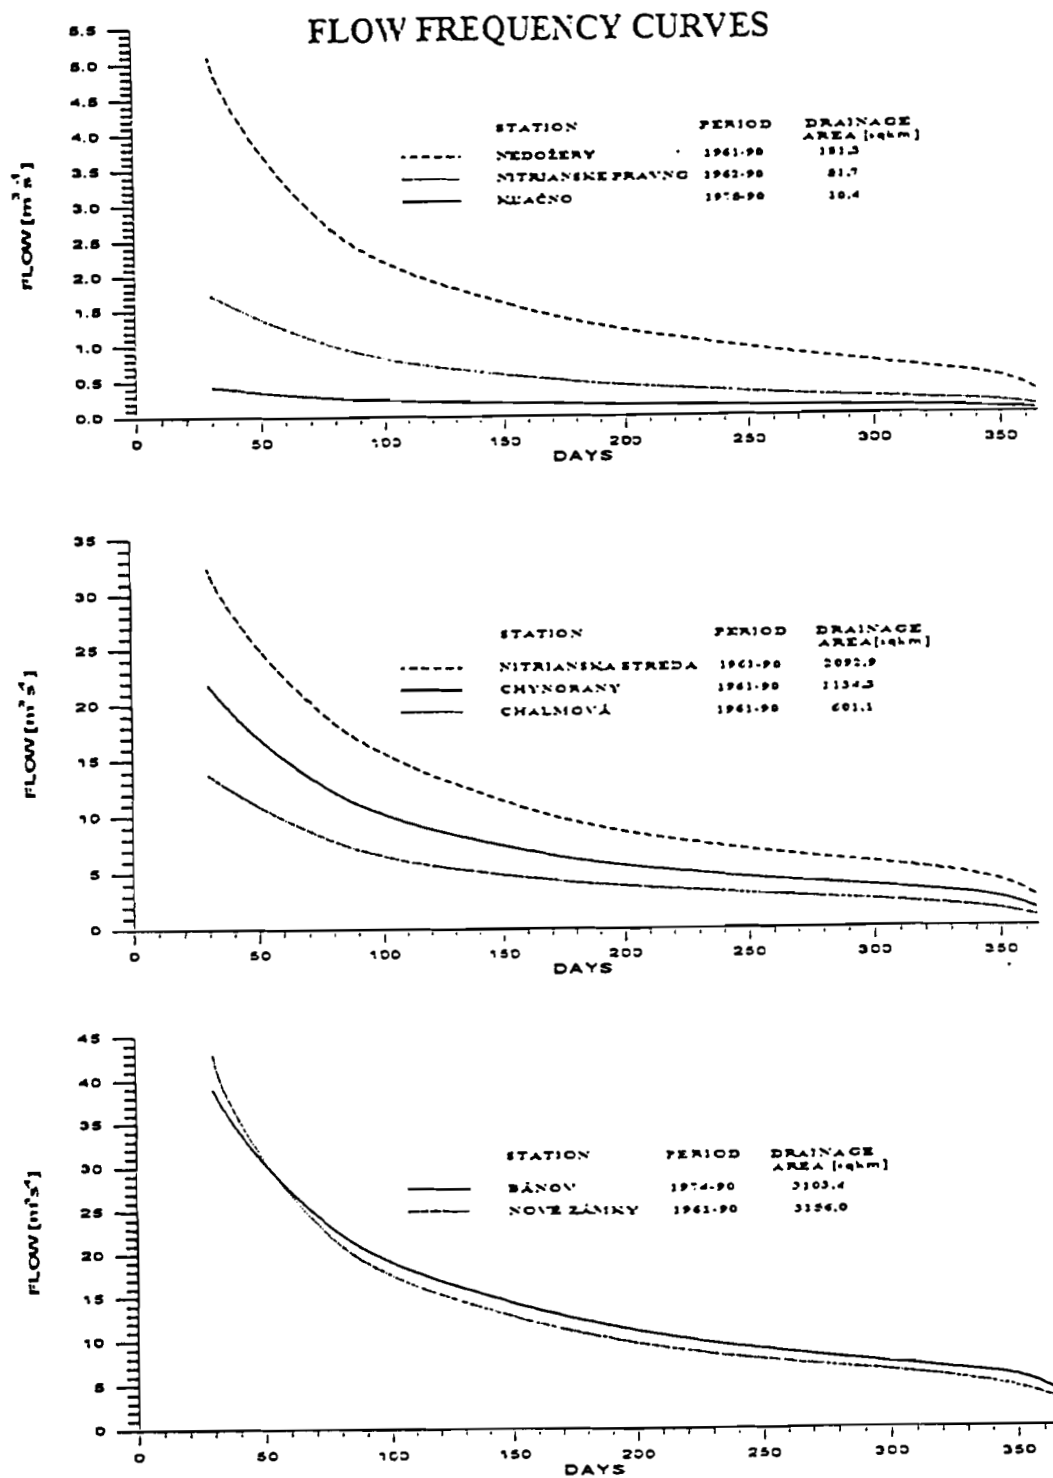 FLOW FREQUENCY CURVES
5.5
5.0
4.5
4.0
3.5
3.0
2.5
2.0
1.5
1.0
0.5
0.0
FLOW [m³s⁻¹]
STATION PERIOD DRAINAGE AREA [sqkm]
NEDOŽERY 1961-90 181.3
NITRIANSKE PRAVNO 1962-90 81.7
KĽAČNO 1976-90 10.4
0 50 100 150 200 250 300 350
DAYS
35
30
25
20
15
10
5
0
FLOW [m³s⁻¹]
STATION PERIOD DRAINAGE AREA [sqkm]
NITRIANSKA STREDA 1961-90 2092.9
CHYNORANY 1961-90 1134.3
CHALMOVÁ 1961-90 601.1
0 50 100 150 200 250 300 350
DAYS
45
40
35
30
25
20
15
10
5
0
FLOW [m³s⁻¹]
STATION PERIOD DRAINAGE AREA [sqkm]
BÁNOV 1974-90 3103.4
NOVÉ ZÁMKY 1961-90 3154.0
0 50 100 150 200 250 300 350
DAYS